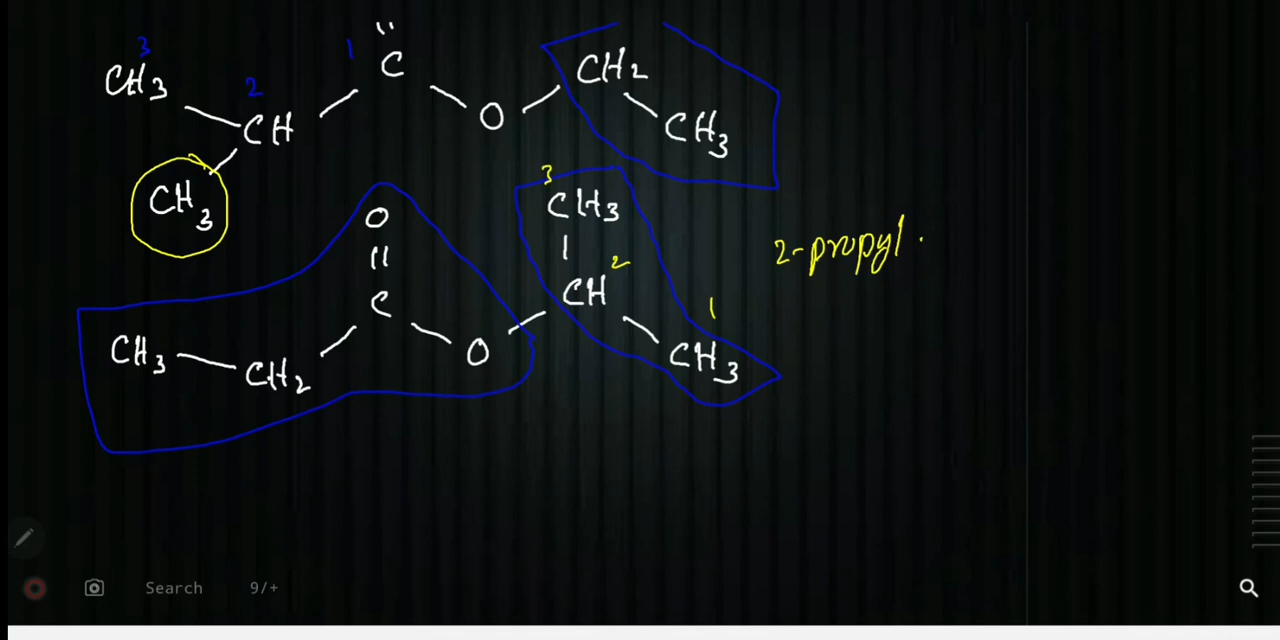 3 1 "
CH3 2 C CH2
CH O CH3
CH3
3
O CH3
|| | 2-propyl.
C CH 2
1
CH3 CH2 O CH3
Search 9/+